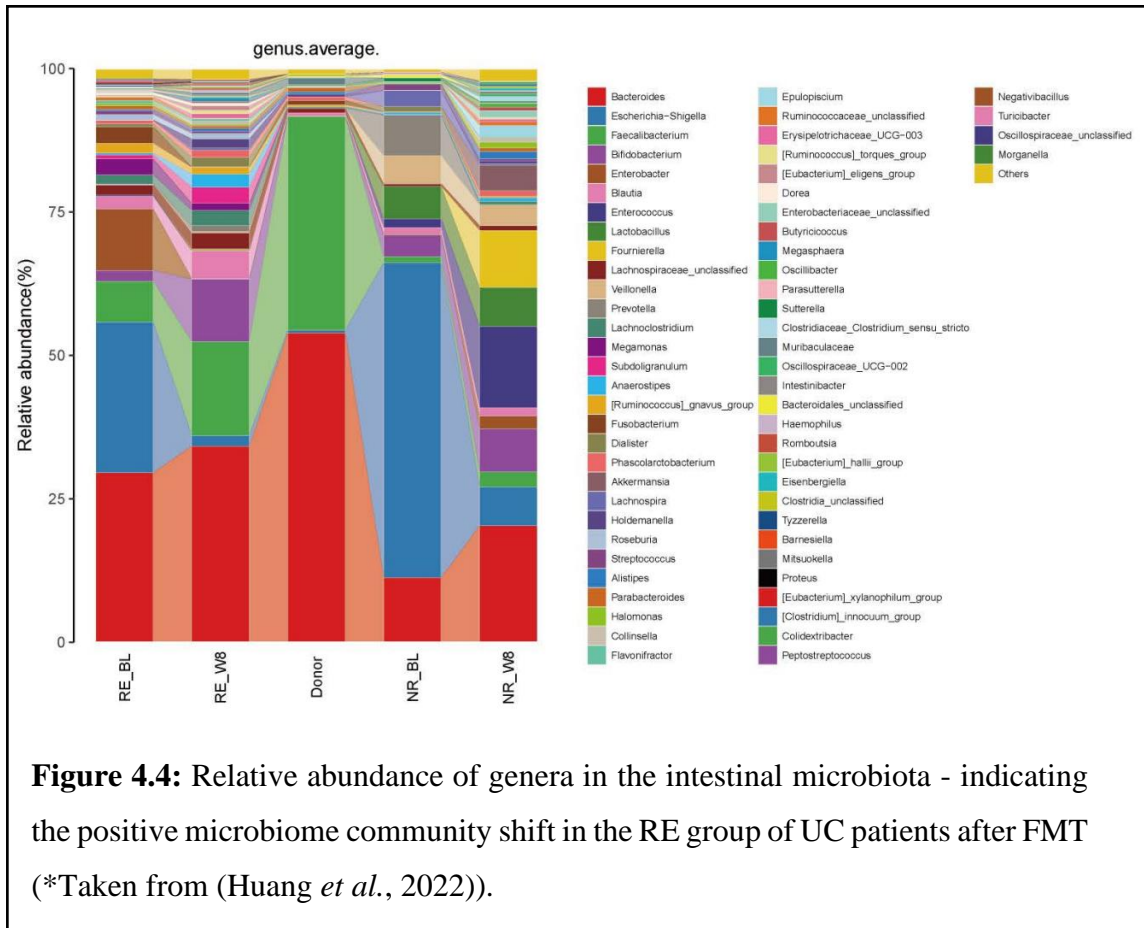 genus.average.
100
75
50
25
0
Relative abundance(%)
RE_BL
RE_W8
Donor
NR_BL
NR_W8
Bacteroides
Escherichia-Shigella
Faecalibacterium
Bifidobacterium
Enterobacter
Blautia
Enterococcus
Lactobacillus
Fournierella
Lachnospiraceae_unclassified
Veillonella
Prevotella
Lachnoclostridium
Megamonas
Subdoligranulum
Anaerostipes
[Ruminococcus]_gnavus_group
Fusobacterium
Dialister
Phascolarctobacterium
Akkermansia
Lachnospira
Holdemanella
Roseburia
Streptococcus
Alistipes
Parabacteroides
Halomonas
Collinsella
Flavonifractor
Epulopiscium
Ruminococcaceae_unclassified
Erysipelotrichaceae_UCG-003
[Ruminococcus]_torques_group
[Eubacterium]_eligens_group
Dorea
Enterobacteriaceae_unclassified
Butyricicoccus
Megasphaera
Oscillibacter
Parasutterella
Sutterella
Clostridiaceae_Clostridium_sensu_stricto
Muribaculaceae
Oscillospiraceae_UCG-002
Intestinibacter
Bacteroidales_unclassified
Haemophilus
Romboutsia
[Eubacterium]_hallii_group
Eisenbergiella
Clostridia_unclassified
Tyzzerella
Barnesiella
Mitsuokella
Proteus
[Eubacterium]_xylanophilum_group
[Clostridium]_innocuum_group
Colidextribacter
Peptostreptococcus
Negativibacillus
Turicibacter
Oscillospiraceae_unclassified
Morganella
Others
Figure 4.4: Relative abundance of genera in the intestinal microbiota - indicating
the positive microbiome community shift in the RE group of UC patients after FMT
(*Taken from (Huang et al., 2022)).